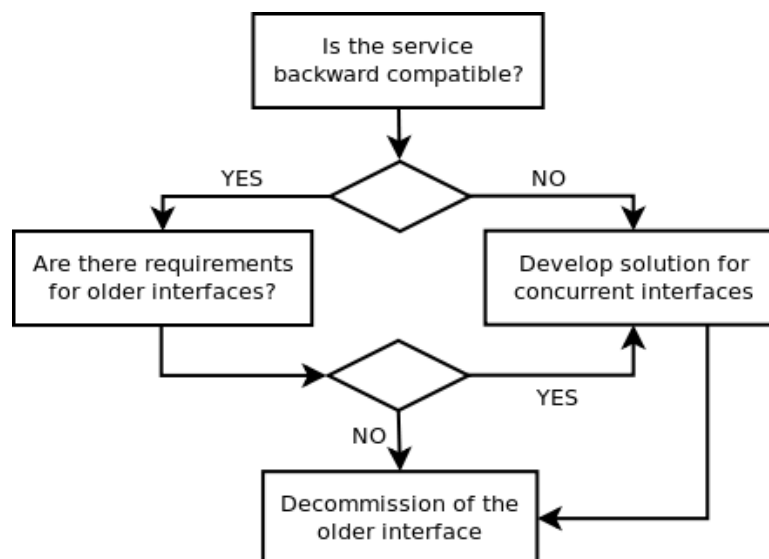 Is the service
backward compatible?
YES
NO
Are there requirements
for older interfaces?
Develop solution for
concurrent interfaces
YES
NO
Decommission of the
older interface